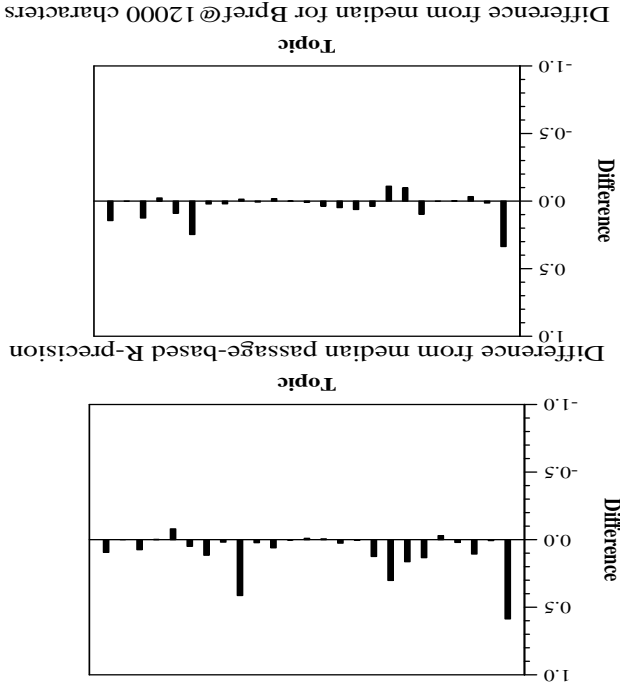 1.0
0.5
Difference
0.0
-0.5
-1.0
Topic
Difference from median passage-based R-precision
1.0
0.5
Difference
0.0
-0.5
-1.0
Topic
Difference from median for Bpref@12000 characters